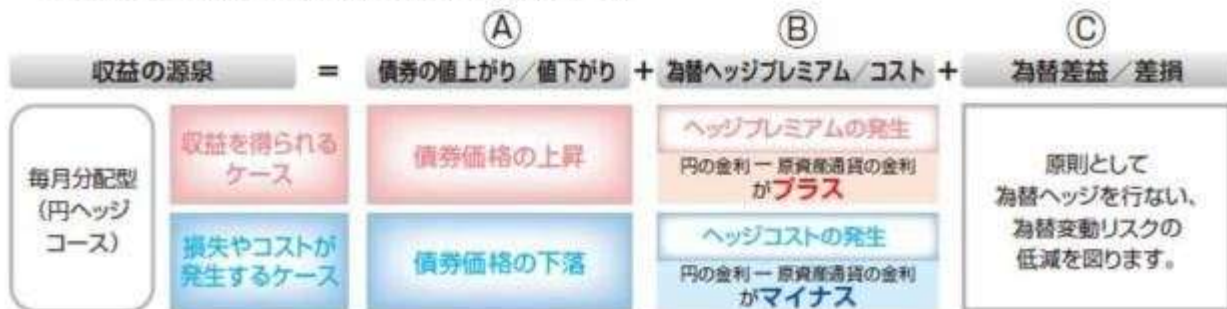 Ⓐ Ⓑ Ⓒ
収益の源泉 = 債券の値上がり／値下がり + 為替ヘッジプレミアム／コスト + 為替差益／差損
毎月分配型
（円ヘッジ
コース）
収益を得られる
ケース
債券価格の上昇
ヘッジプレミアムの発生
円の金利ー原資産通貨の金利
がプラス
損失やコストが
発生するケース
債券価格の下落
ヘッジコストの発生
円の金利ー原資産通貨の金利
がマイナス
原則として
為替ヘッジを行ない、
為替変動リスクの
低減を図ります。